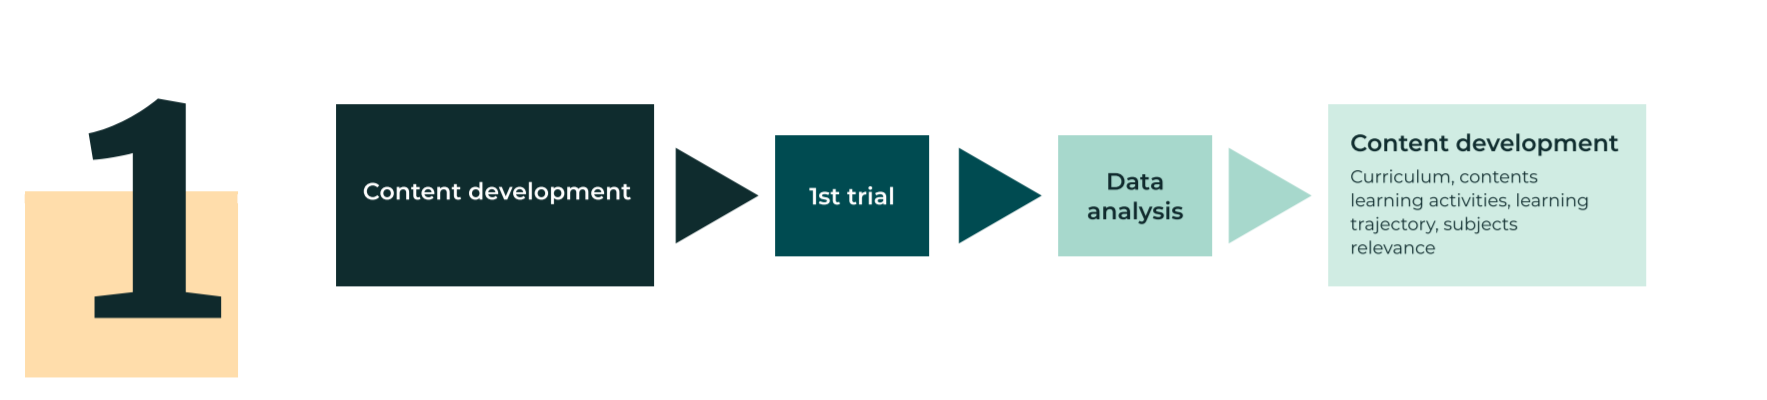 1
Content development
1st trial
Data
analysis
Content development
Curriculum, contents
learning activities, learning
trajectory, subjects
relevance